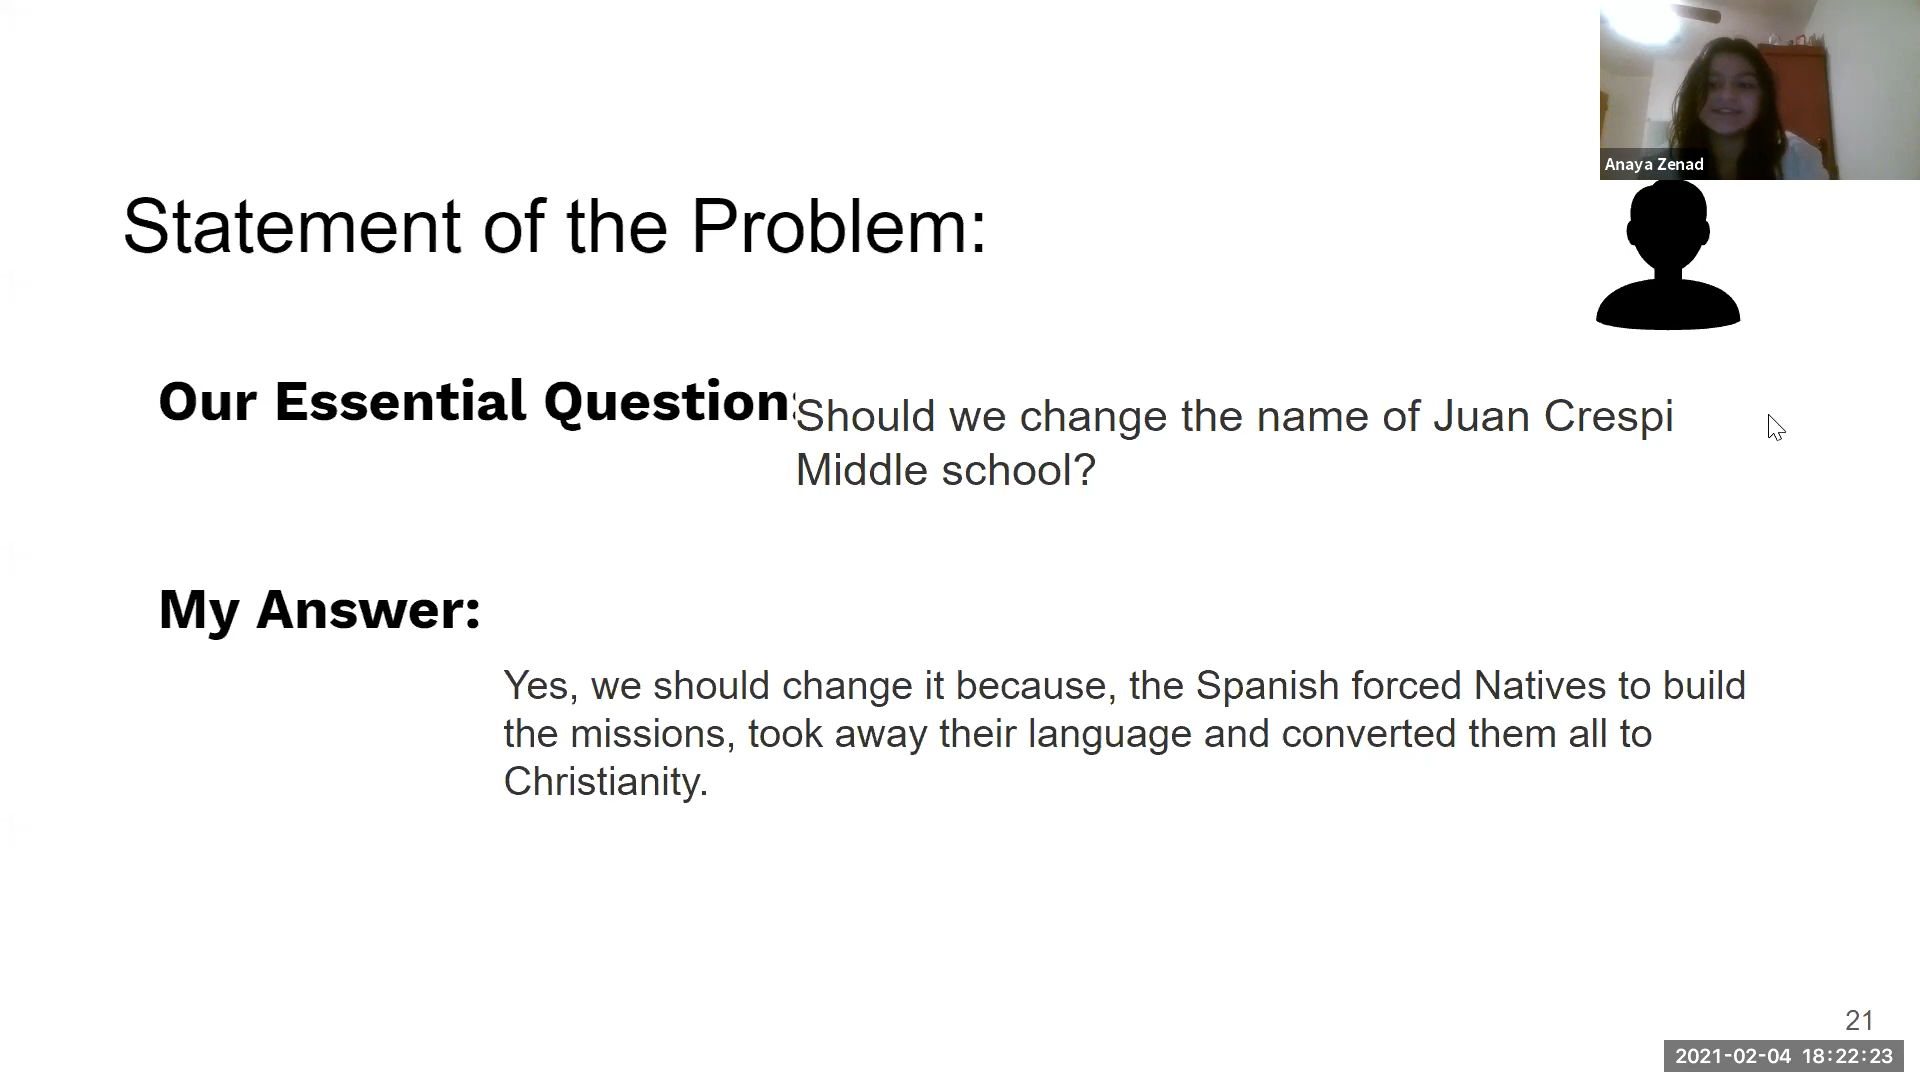 Anaya Zenad
Statement of the Problem:
Our Essential Question:
Should we change the name of Juan Crespi
Middle school?
My Answer:
Yes, we should change it because, the Spanish forced Natives to build
the missions, took away their language and converted them all to
Christianity.
21
2021-02-04 18:22:23